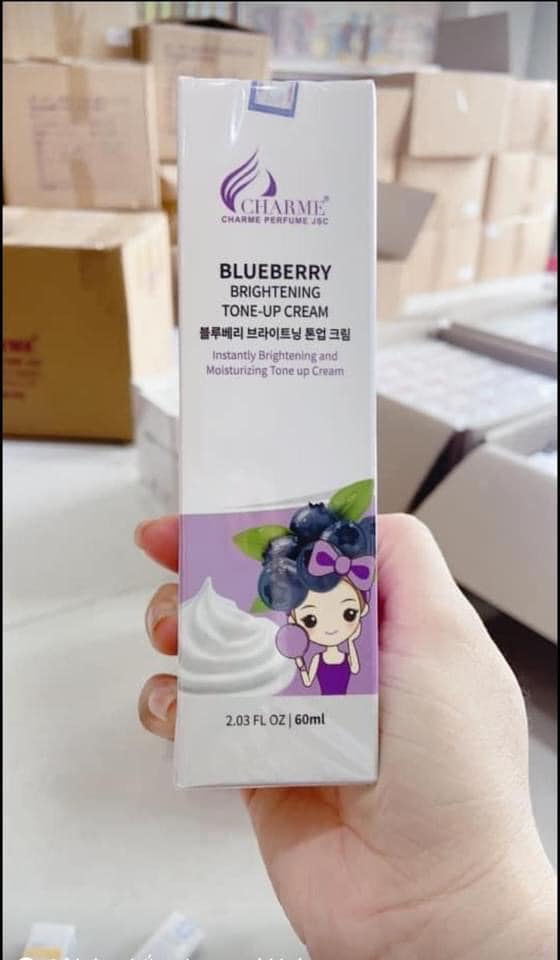 CHARME®
CHARME PERFUME JSC
BLUEBERRY
BRIGHTENING
TONE-UP CREAM
블루베리 브라이트닝 톤업 크림
Instantly Brightening and
Moisturizing Tone up Cream
2.03 FL OZ | 60ml